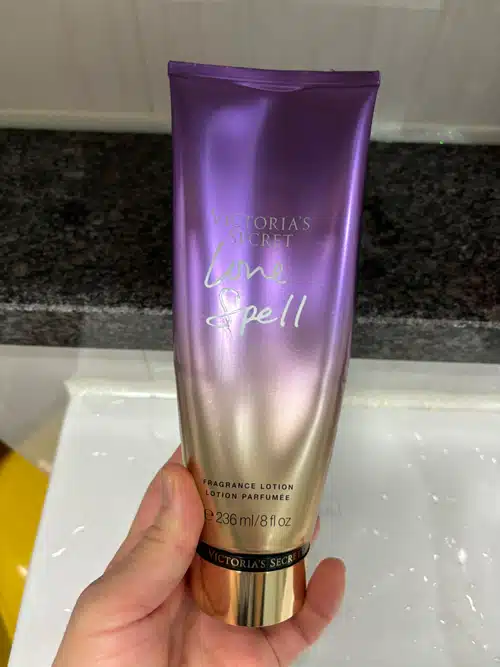 VICTORIA'S
SECRET
Love
Spell
FRAGRANCE LOTION
LOTION PARFUMÉE
℮ 236 ml/8 fl oz
VICTORIA'S SECRET